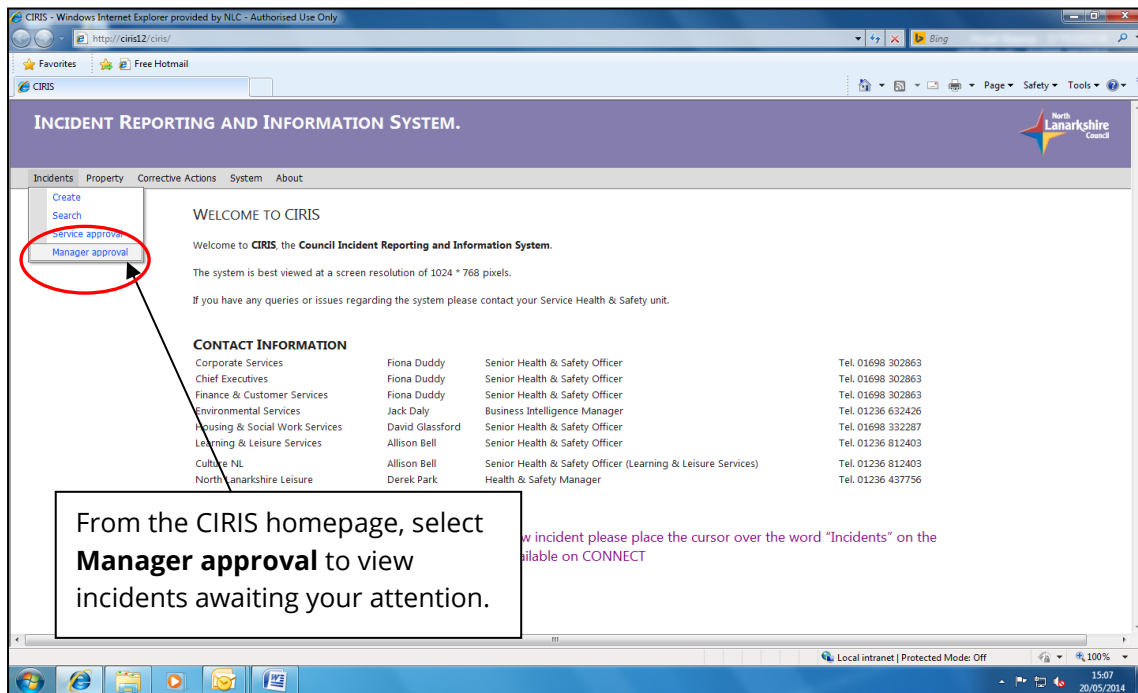 CIRIS - Windows Internet Explorer provided by NLC - Authorised Use Only
http://ciris12/ciris/
Bing
Favorites
Free Hotmail
CIRIS
Page
Safety
Tools
INCIDENT REPORTING AND INFORMATION SYSTEM.
North
Lanarkshire
Council
Incidents Property Corrective Actions System About
Create
Search
Service approval
Manager approval
WELCOME TO CIRIS
Welcome to CIRIS, the Council Incident Reporting and Information System.
The system is best viewed at a screen resolution of 1024 * 768 pixels.
If you have any queries or issues regarding the system please contact your Service Health & Safety unit.
CONTACT INFORMATION
Corporate Services Fiona Duddy Senior Health & Safety Officer Tel. 01698 302863
Chief Executives Fiona Duddy Senior Health & Safety Officer Tel. 01698 302863
Finance & Customer Services Fiona Duddy Senior Health & Safety Officer Tel. 01698 302863
Environmental Services Jack Daly Business Intelligence Manager Tel. 01236 632426
Housing & Social Work Services David Glassford Senior Health & Safety Officer Tel. 01698 332287
Learning & Leisure Services Allison Bell Senior Health & Safety Officer Tel. 01236 812403
Culture NL Allison Bell Senior Health & Safety Officer (Learning & Leisure Services) Tel. 01236 812403
North Lanarkshire Leisure Derek Park Health & Safety Manager Tel. 01236 437756
incident please place the cursor over the word "Incidents" on the
on CONNECT
From the CIRIS homepage, select
Manager approval to view
incidents awaiting your attention.
Local intranet | Protected Mode: Off
100%
15:07
20/05/2014